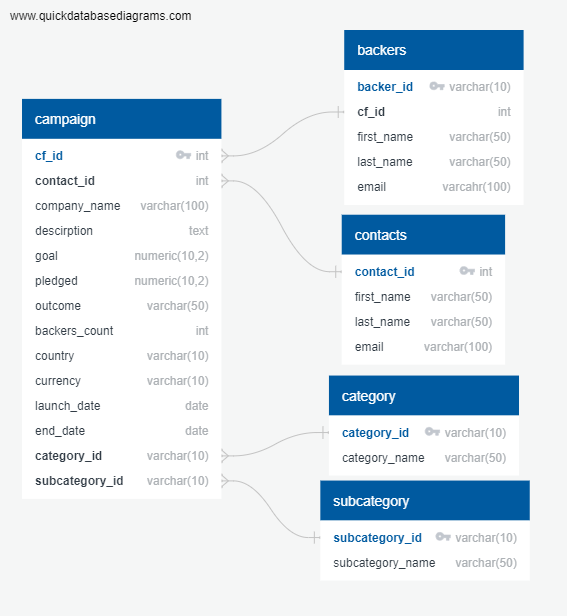 www.quickdatabasediagrams.com
campaign
cf_id int
contact_id int
company_name varchar(100)
descirption text
goal numeric(10,2)
pledged numeric(10,2)
outcome varchar(50)
backers_count int
country varchar(10)
currency varchar(10)
launch_date date
end_date date
category_id varchar(10)
subcategory_id varchar(10)
backers
backer_id varchar(10)
cf_id int
first_name varchar(50)
last_name varchar(50)
email varcahr(100)
contacts
contact_id int
first_name varchar(50)
last_name varchar(50)
email varchar(100)
category
category_id varchar(10)
category_name varchar(50)
subcategory
subcategory_id varchar(10)
subcategory_name varchar(50)